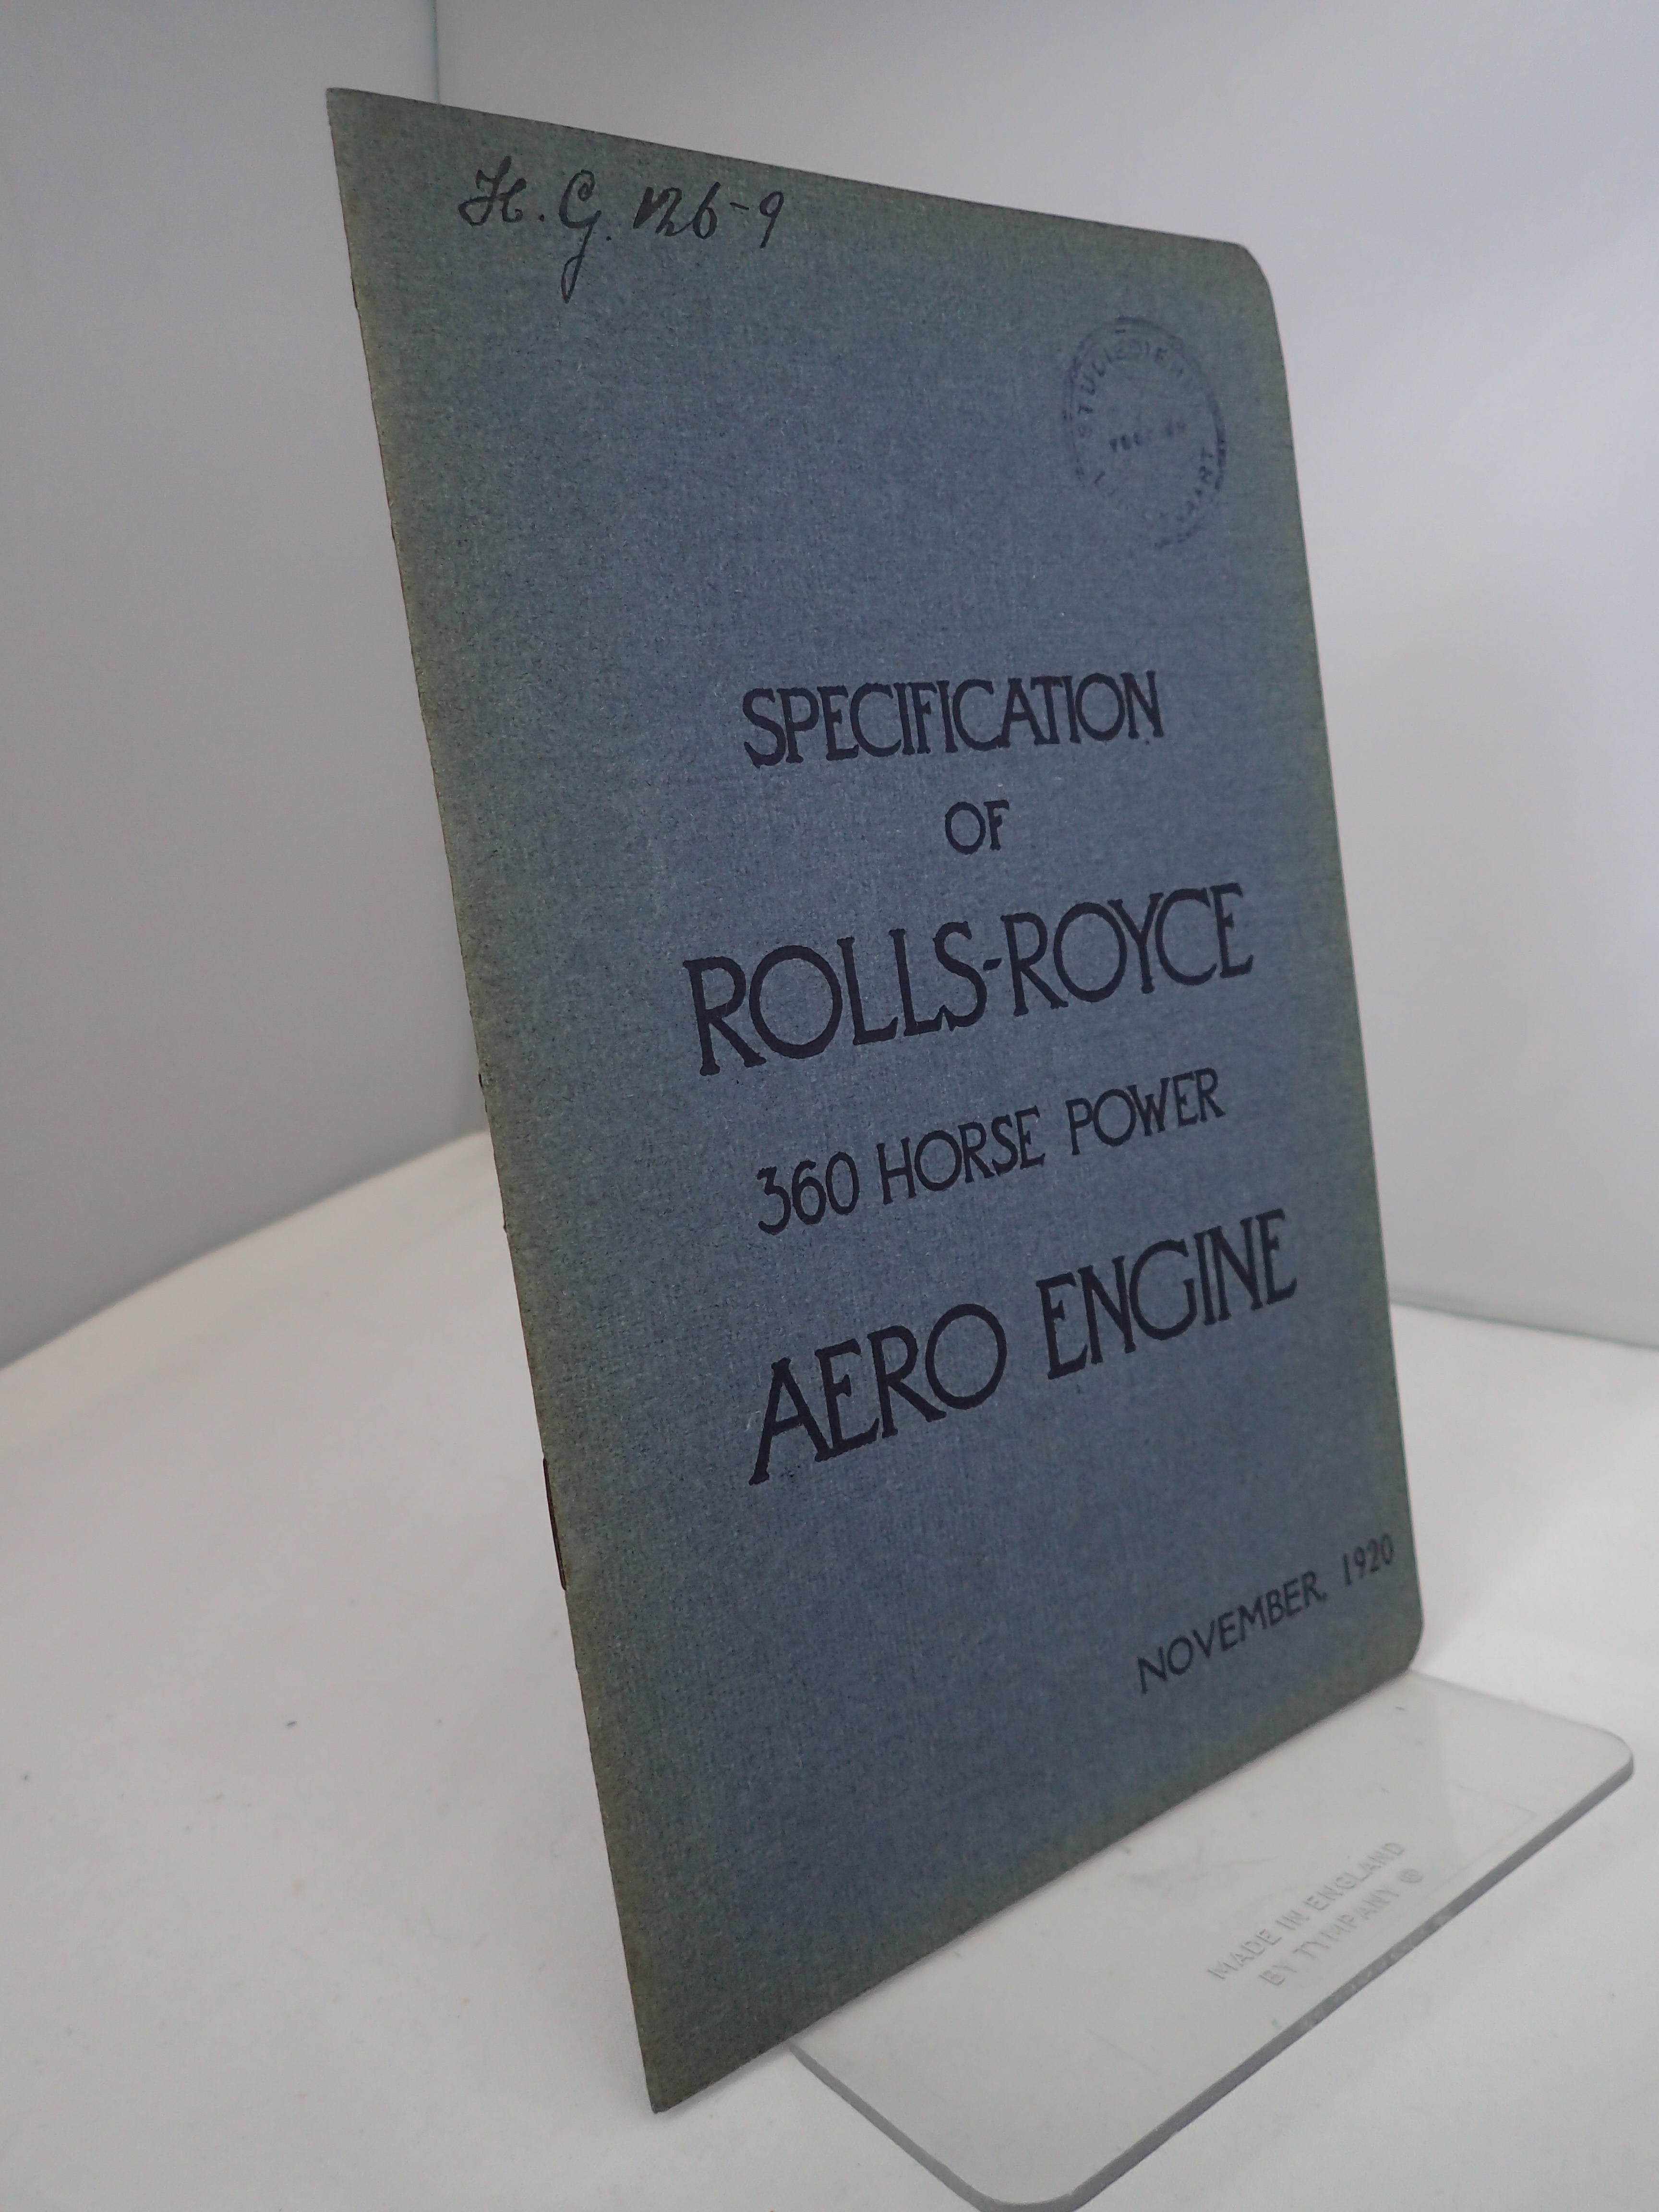 H. G. 126-9
SPECIFICATION
OF
ROLLS-ROYCE
360 HORSE POWER
AERO ENGINE
NOVEMBER, 1920
MADE IN ENGLAND
BY TYMPANY ®